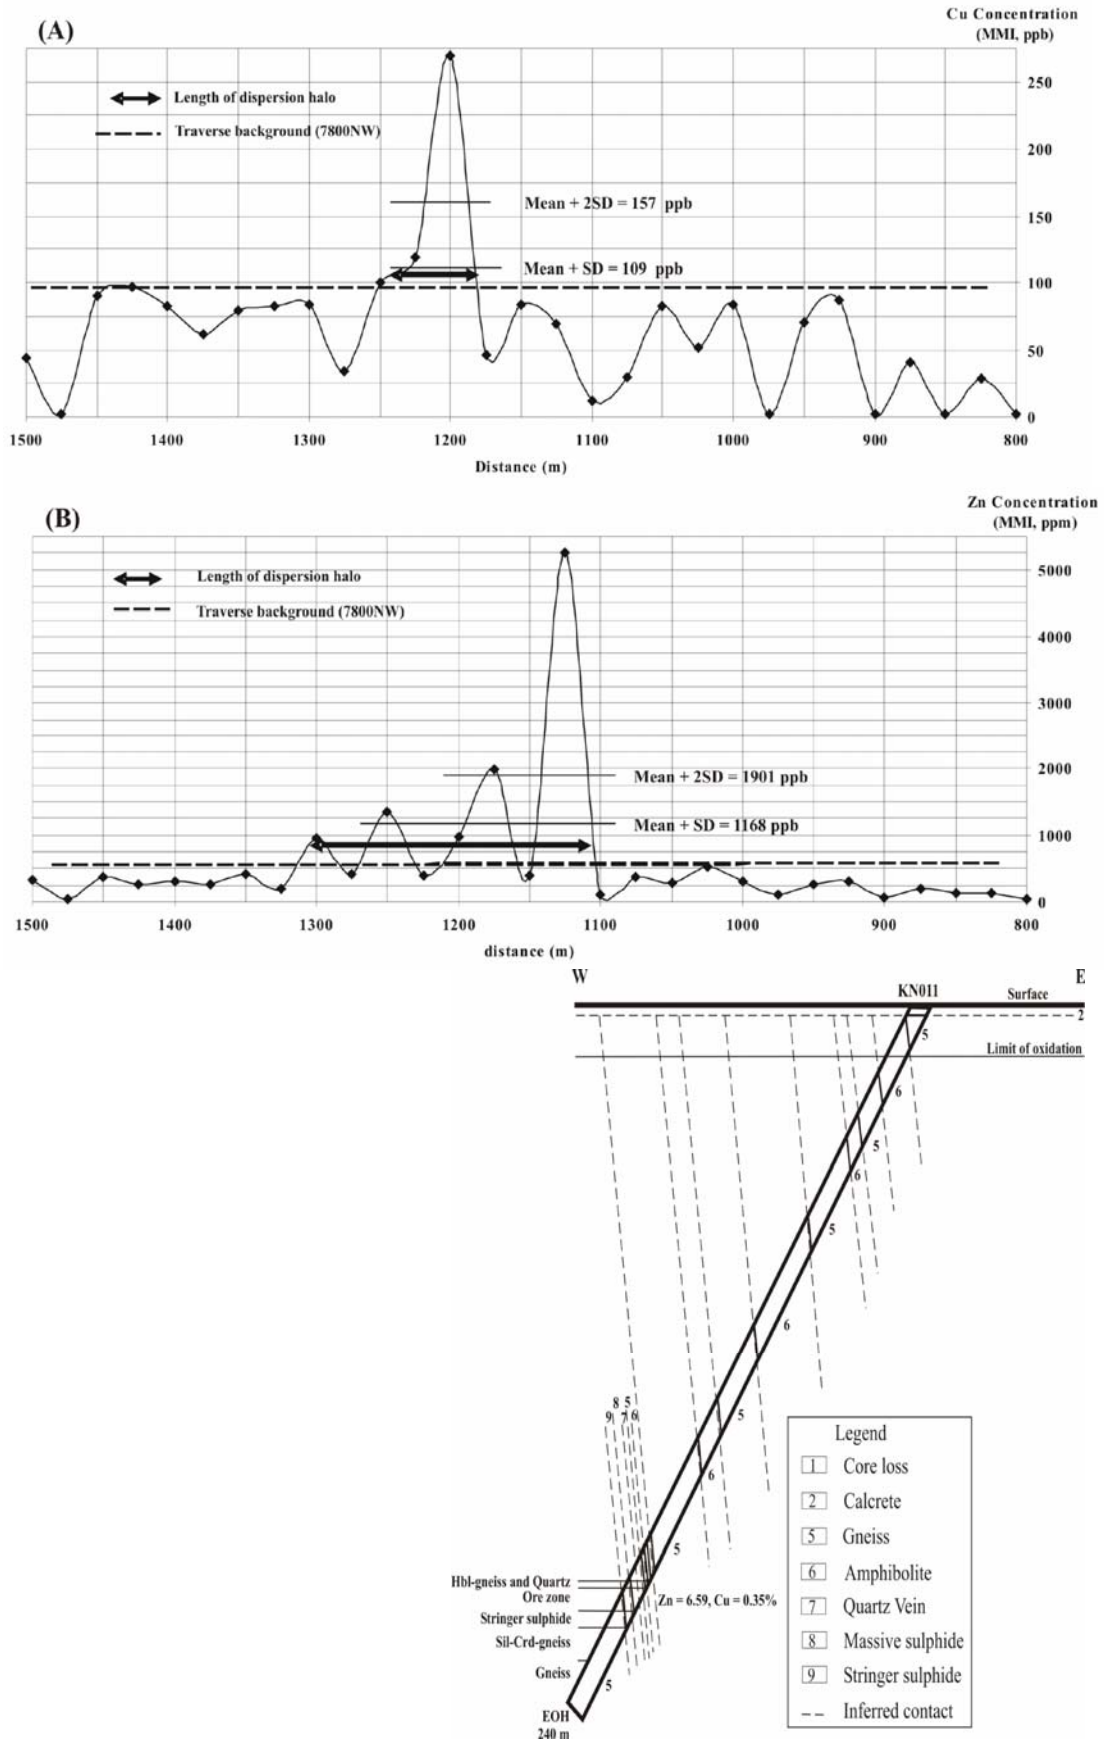 (A)
Cu Concentration
(MMI, ppb)
Length of dispersion halo
Traverse background (7800NW)
Mean + 2SD = 157 ppb
Mean + SD = 109 ppb
250
200
150
100
50
0
1500 1400 1300 1200 1100 1000 900 800
Distance (m)
(B)
Zn Concentration
(MMI, ppm)
Length of dispersion halo
Traverse background (7800NW)
Mean + 2SD = 1901 ppb
Mean + SD = 1168 ppb
5000
4000
3000
2000
1000
0
1500 1400 1300 1200 1100 1000 900 800
distance (m)
W E
KN011
Surface
2
5
Limit of oxidation
6
5
6
5
6
5
6
5
8 5
9 7 6
Hbl-gneiss and Quartz
Ore zone
Zn = 6.59, Cu = 0.35%
Stringer sulphide
Sil-Crd-gneiss
Gneiss
5
EOH
240 m
Legend
1 Core loss
2 Calcrete
5 Gneiss
6 Amphibolite
7 Quartz Vein
8 Massive sulphide
9 Stringer sulphide
Inferred contact